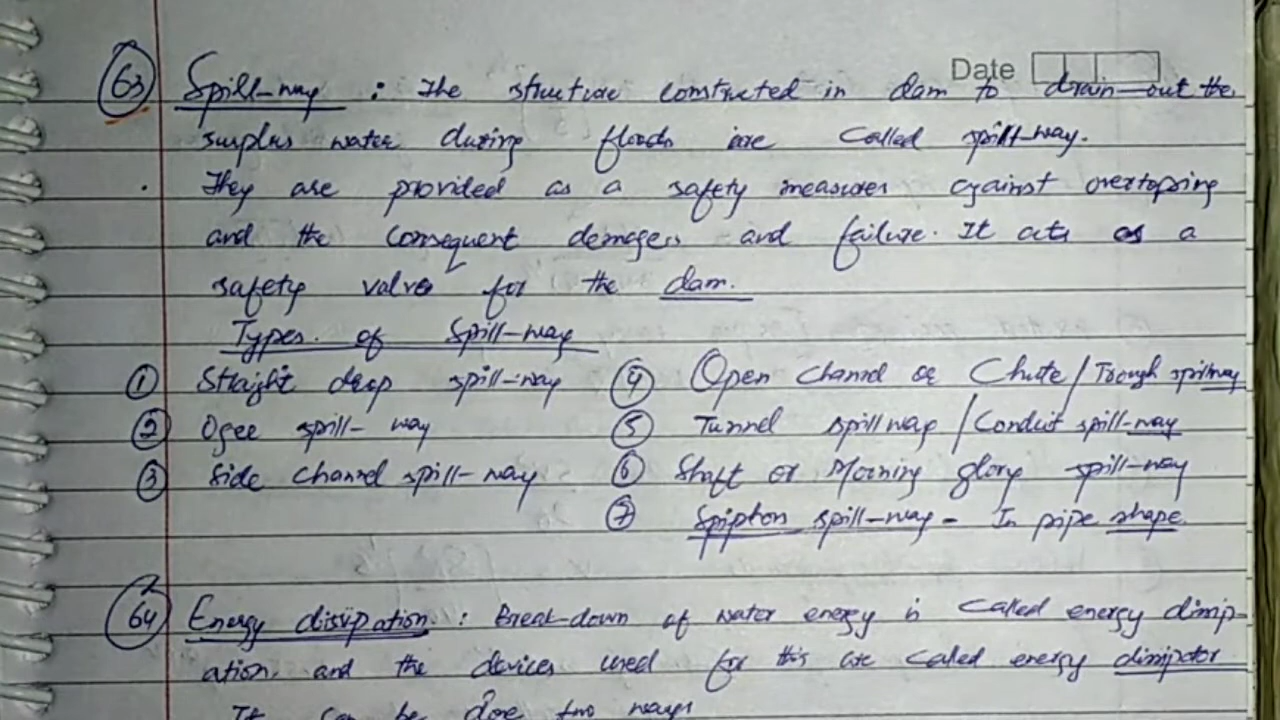 Date
63 Spill-way : The structure constructed in dam to drain-out the
surplus water during floods are called spill-way.
They are provided as a safety measures against overtopping
and the consequent demages and failure. It acts as a
safety valve for the dam.
Types of Spill-way
① Straight drop spill-way ④ Open Channel or Chute/Trough spillway
② Ogee spill-way ⑤ Tunnel spillway/Conduit spill-way
③ Side Channel spill-way ⑥ Shaft or Morning glory spill-way
⑦ Spiphon spill-way - In pipe shape
64 Energy dissipation : Break-down of water energy is called energy dissip-
ation. and the devices used for this are called energy dissipator
It can be done two ways